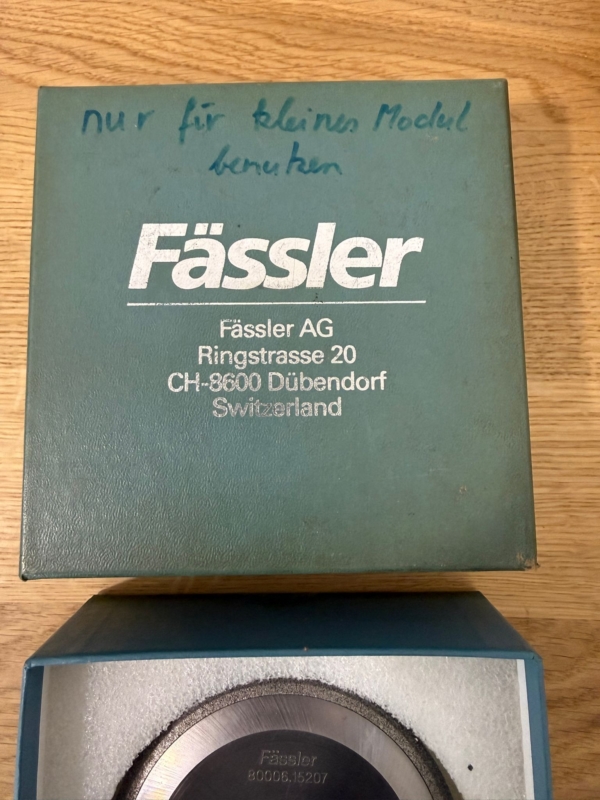 nur für kleines Modul
benutzen
Fässler
Fässler AG
Ringstrasse 20
CH-8600 Dübendorf
Switzerland
Fässler
80006.15207